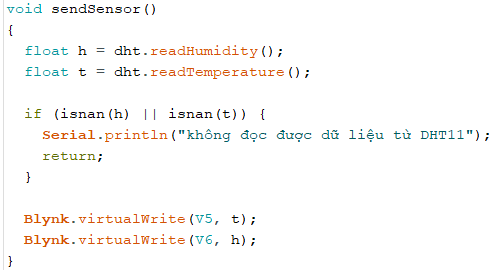 void sendSensor()
{
  float h = dht.readHumidity();
  float t = dht.readTemperature();

  if (isnan(h) || isnan(t)) {
    Serial.println("không đọc được dữ liệu từ DHT11");
    return;
  }

  Blynk.virtualWrite(V5, t);
  Blynk.virtualWrite(V6, h);
}